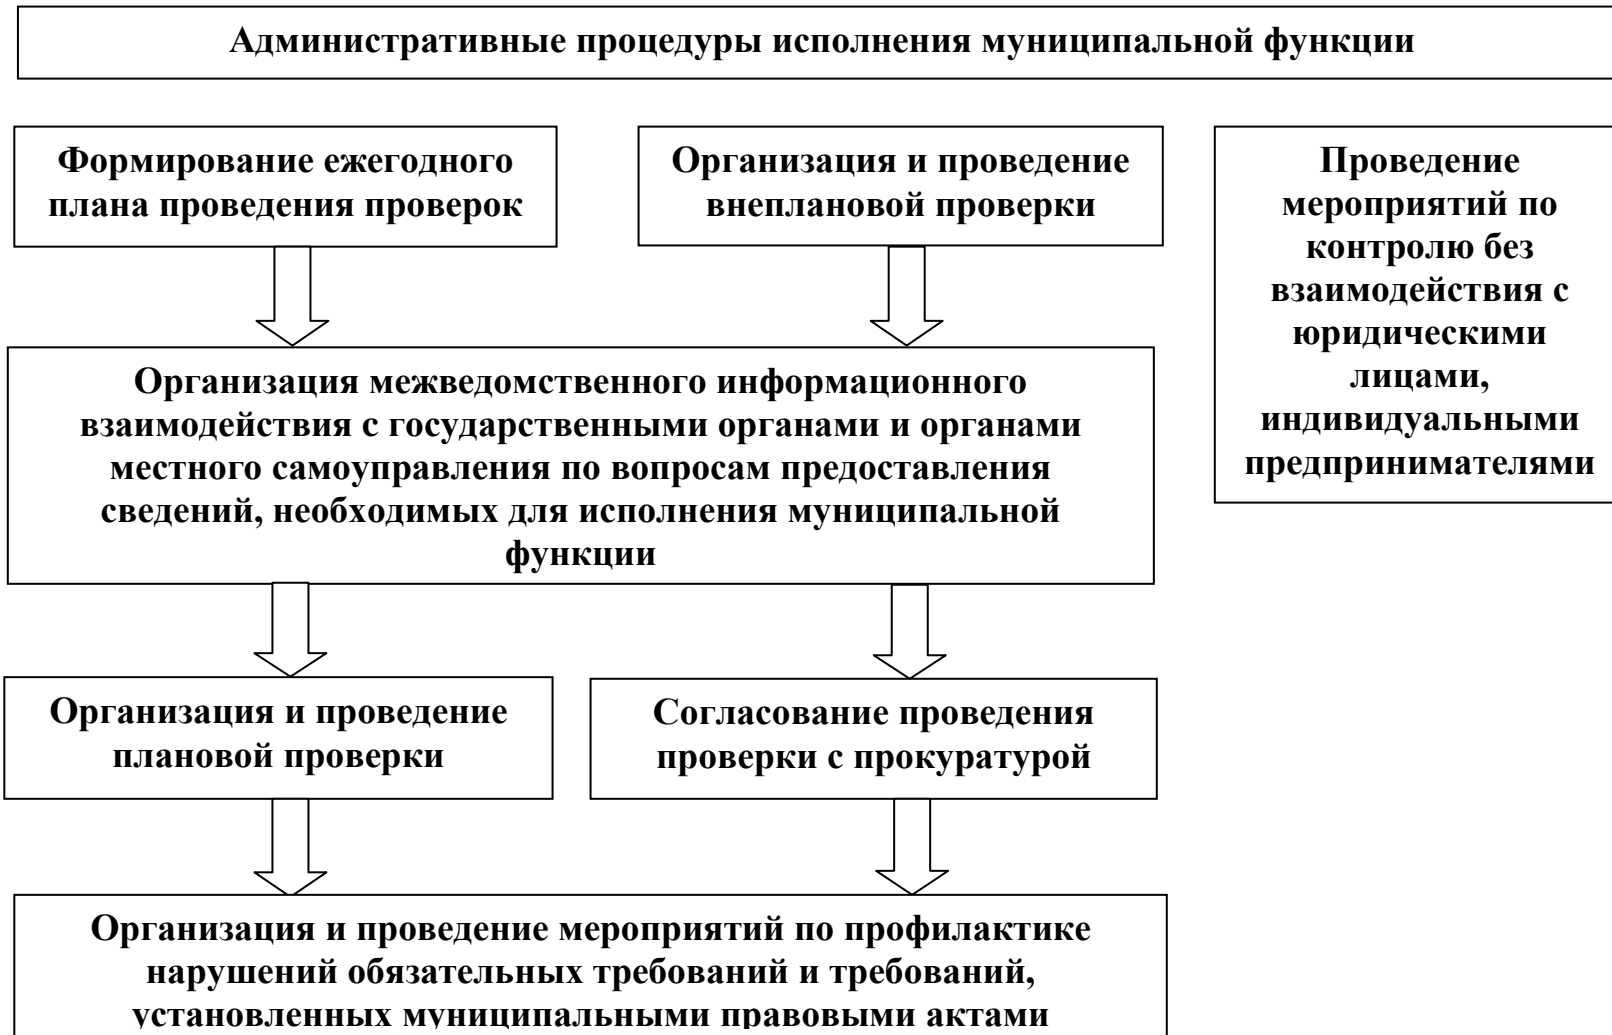 Административные процедуры исполнения муниципальной функции
Формирование ежегодного
плана проведения проверок
Организация и проведение
внеплановой проверки
Проведение
мероприятий по
контролю без
взаимодействия с
юридическими
лицами,
индивидуальными
предпринимателями
Организация межведомственного информационного
взаимодействия с государственными органами и органами
местного самоуправления по вопросам предоставления
сведений, необходимых для исполнения муниципальной
функции
Организация и проведение
плановой проверки
Согласование проведения
проверки с прокуратурой
Организация и проведение мероприятий по профилактике
нарушений обязательных требований и требований,
установленных муниципальными правовыми актами